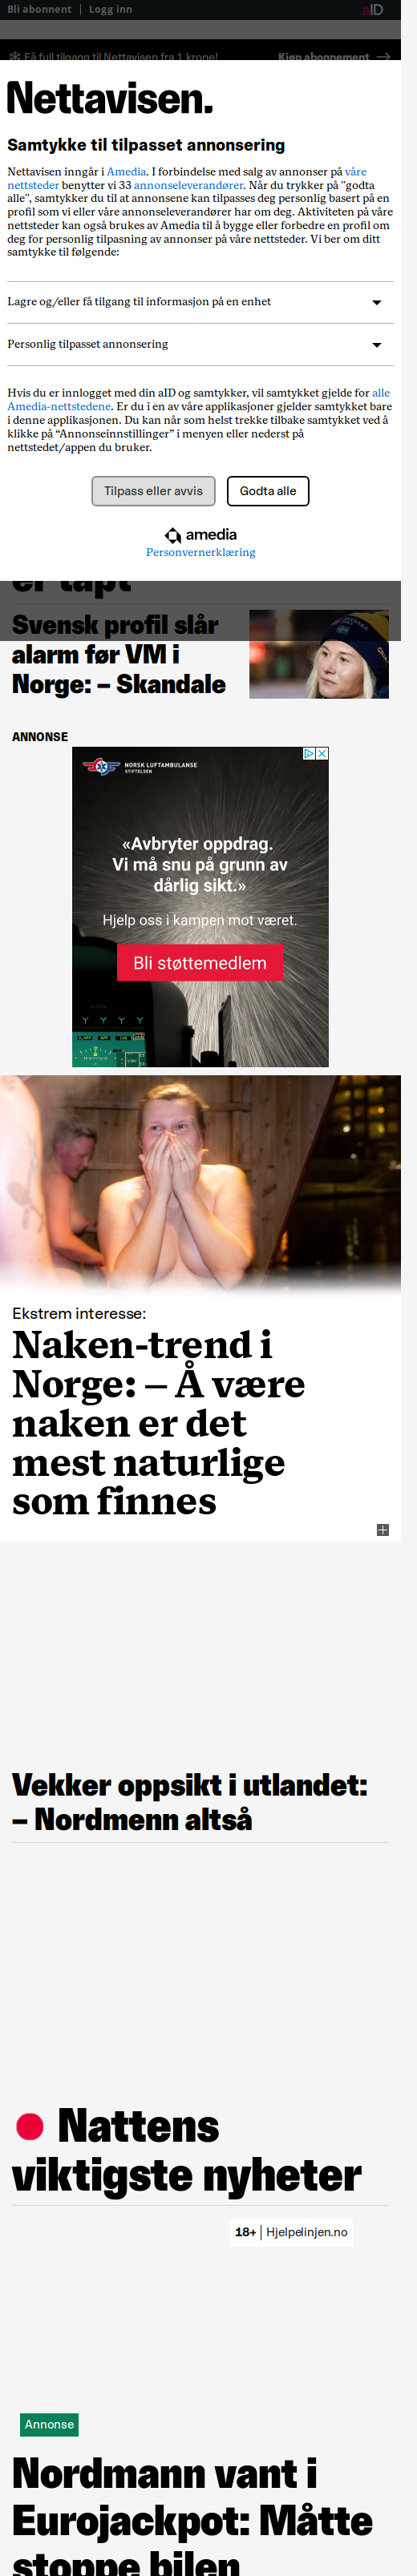 Bli abonnent | Logg inn
aID
Få full tilgang til Nettavisen fra 1 krone!
Kjøp abonnement
Nettavisen.
Samtykke til tilpasset annonsering
Nettavisen inngår i Amedia. I forbindelse med salg av annonser på våre
nettsteder benytter vi 33 annonseleverandører. Når du trykker på "godta
alle", samtykker du til at annonsene kan tilpasses deg personlig basert på en
profil som vi eller våre annonseleverandører har om deg. Aktiviteten på våre
nettsteder kan også brukes av Amedia til å bygge eller forbedre en profil om
deg for personlig tilpasning av annonser på våre nettsteder. Vi ber om ditt
samtykke til følgende:
Lagre og/eller få tilgang til informasjon på en enhet
Personlig tilpasset annonsering
Hvis du er innlogget med din aID og samtykker, vil samtykket gjelde for alle
Amedia-nettstedene. Er du i en av våre applikasjoner gjelder samtykket bare
i denne applikasjonen. Du kan når som helst trekke tilbake samtykket ved å
klikke på “Annonseinnstillinger” i menyen eller nederst på
nettstedet/appen du bruker.
Tilpass eller avvis
Godta alle
amedia
Personvernerklæring
er tapt
Svensk profil slår
alarm før VM i
Norge: – Skandale
ANNONSE
NORSK LUFTAMBULANSE
STIFTELSEN
«Avbryter oppdrag.
Vi må snu på grunn av
dårlig sikt.»
Hjelp oss i kampen mot været.
Bli støttemedlem
Ekstrem interesse:
Naken-trend i
Norge: – Å være
naken er det
mest naturlige
som finnes
Vekker oppsikt i utlandet:
– Nordmenn altså
Nattens
viktigste nyheter
18+ | Hjelpelinjen.no
Annonse
Nordmann vant i
Eurojackpot: Måtte
stoppe bilen